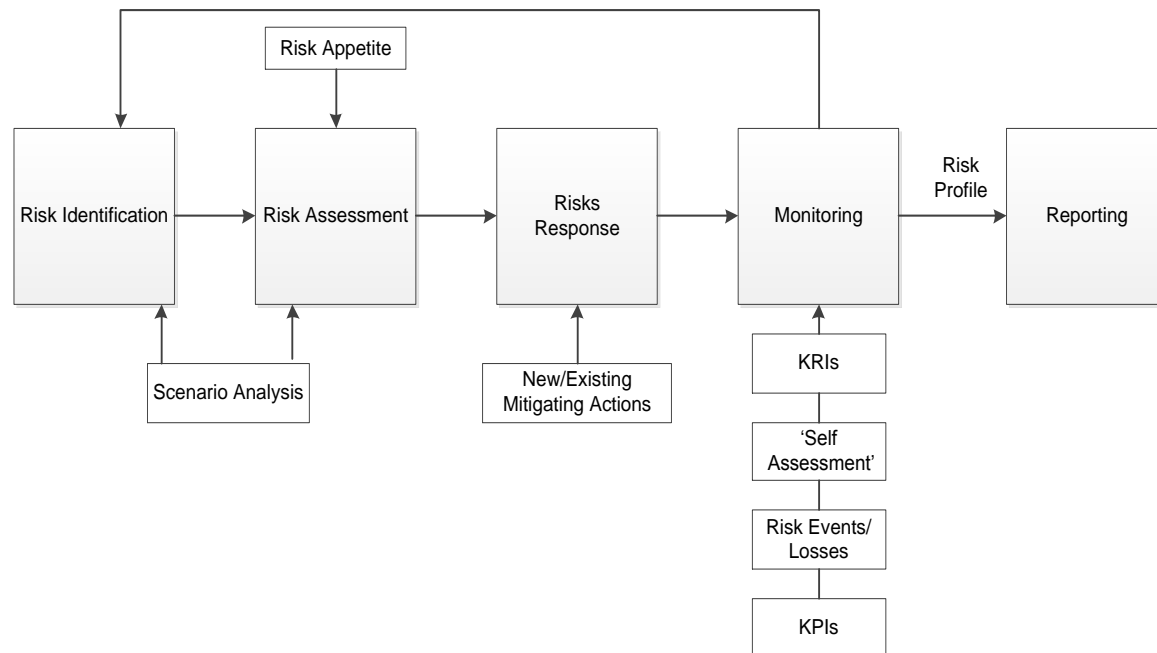 Risk Appetite
Risk Identification
Risk Assessment
Risks
Response
Monitoring
Risk
Profile
Reporting
Scenario Analysis
New/Existing
Mitigating Actions
KRIs
‘Self
Assessment’
Risk Events/
Losses
KPIs